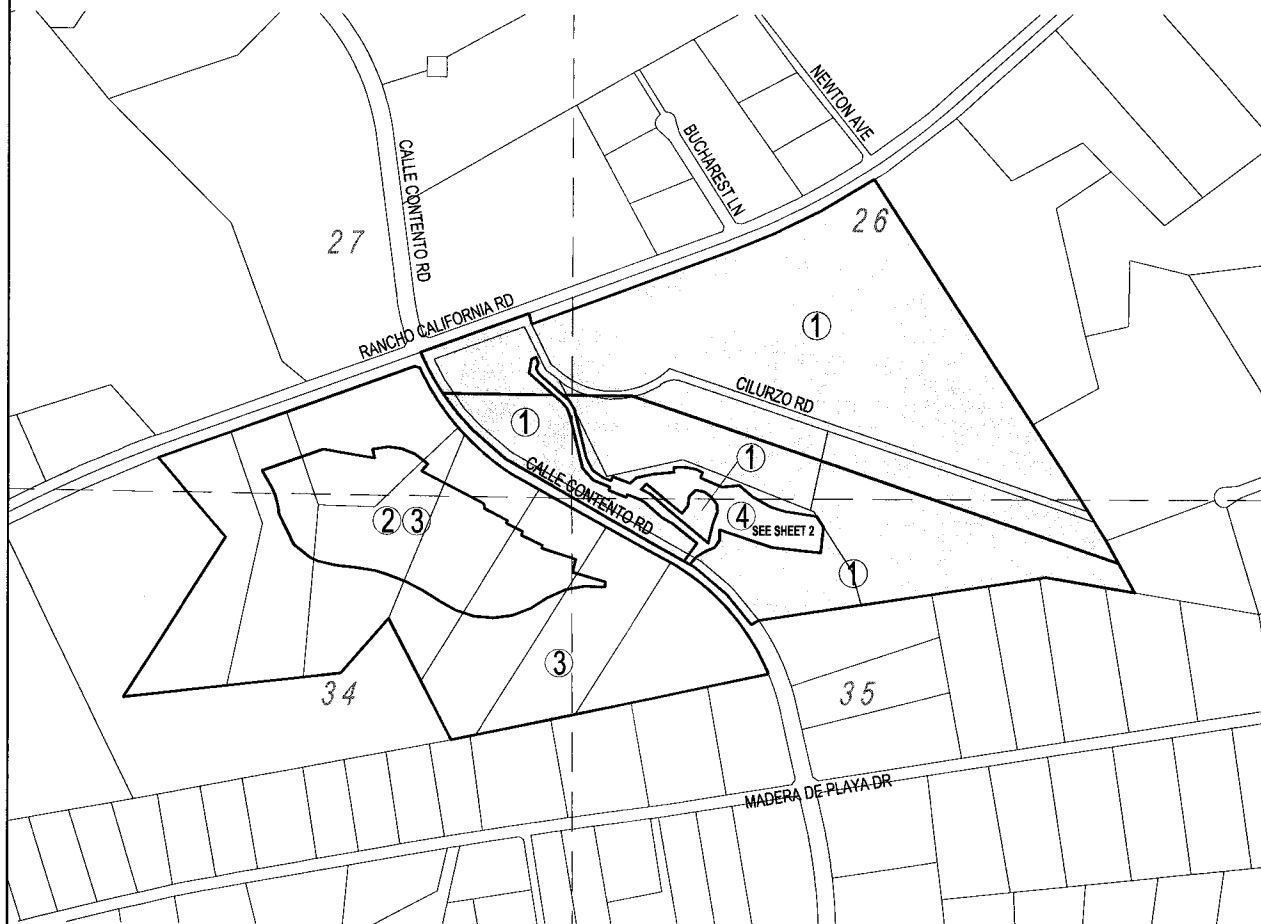 NEWTON AVE
BUCHAREST LN
CALLE CONTENTO RD
27
26
RANCHO CALIFORNIA RD
1
CILURZO RD
1
1
CALLE CONTENTO RD
2 3
4 SEE SHEET 2
1
3
34
35
MADERA DE PLAYA DR